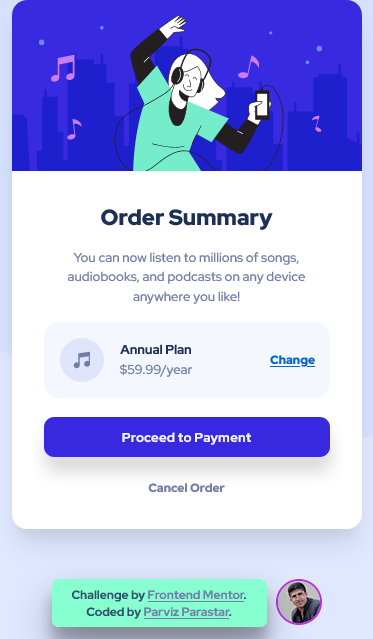 Order Summary
You can now listen to millions of songs,
audiobooks, and podcasts on any device
anywhere you like!
Annual Plan
$59.99/year
Change
Proceed to Payment
Cancel Order
Challenge by Frontend Mentor.
Coded by Parviz Parastar.